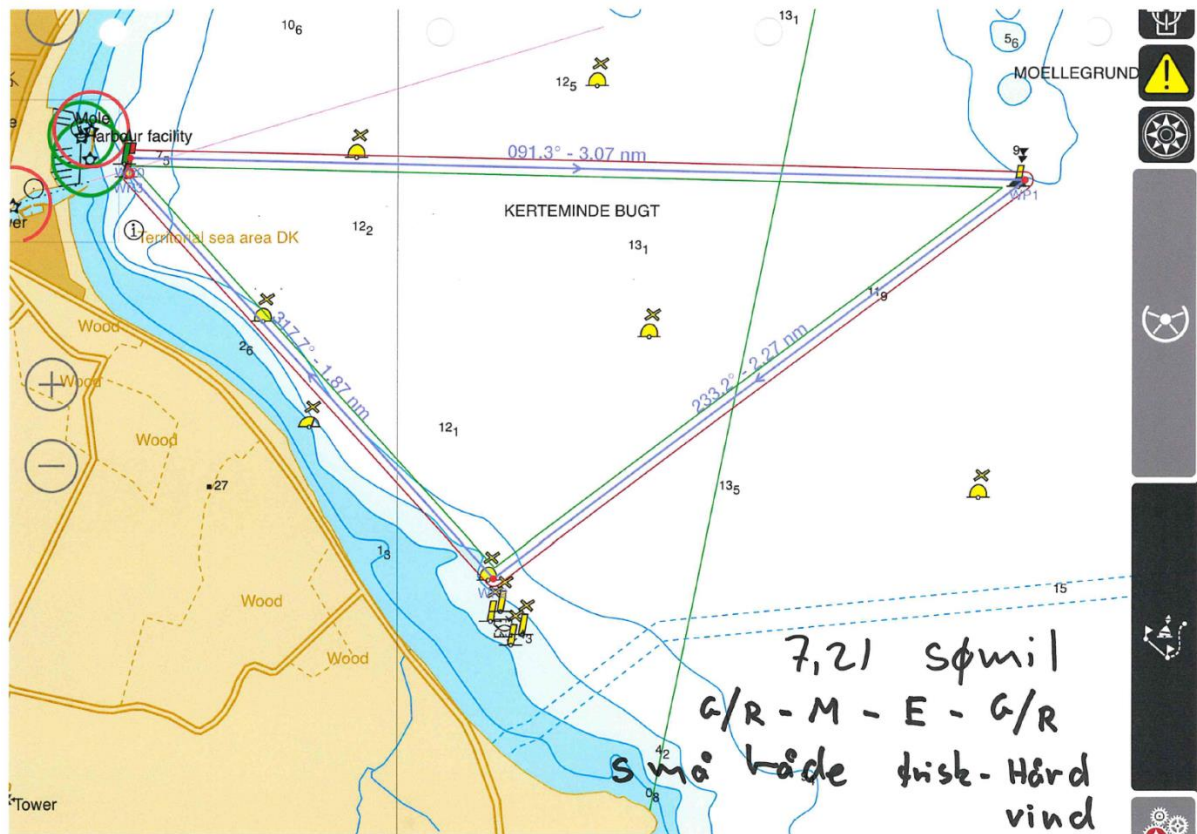 10₆
13₁
5₆
12₅
MOELLEGRUND
Mole
Harbour facility
7₅
091.3° - 3.07 nm
9
WP3
WP1
KERTEMINDE BUGT
12₂
Territorial sea area DK
13₁
11₉
Wood
2₆
317.7° - 1.87 nm
233.2° - 2.27 nm
Wood
12₁
Wood
27
13₅
1₃
Wood
15
Wood
7,21 sømil
G/R - M - E - G/R
små både frisk - Hård
vind
4₂
0₈
Tower